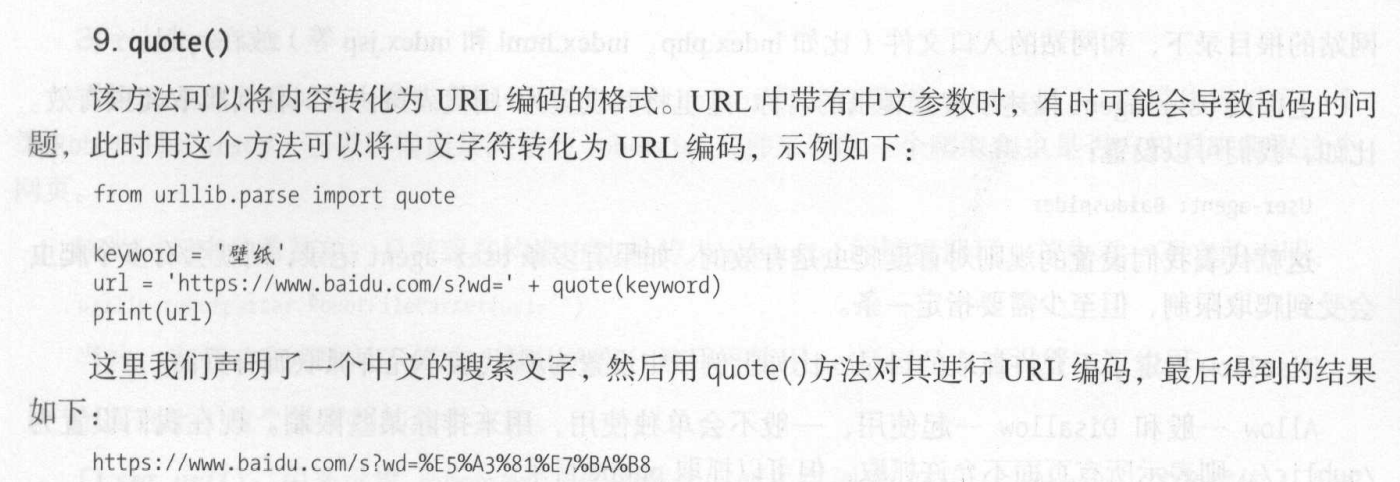 9. quote()
该方法可以将内容转化为 URL 编码的格式。URL 中带有中文参数时，有时可能会导致乱码的问
题，此时用这个方法可以将中文字符转化为 URL 编码，示例如下：
from urllib.parse import quote
keyword = '壁纸'
url = 'https://www.baidu.com/s?wd=' + quote(keyword)
print(url)
这里我们声明了一个中文的搜索文字，然后用 quote()方法对其进行 URL 编码，最后得到的结果
如下：
https://www.baidu.com/s?wd=%E5%A3%81%E7%BA%B8